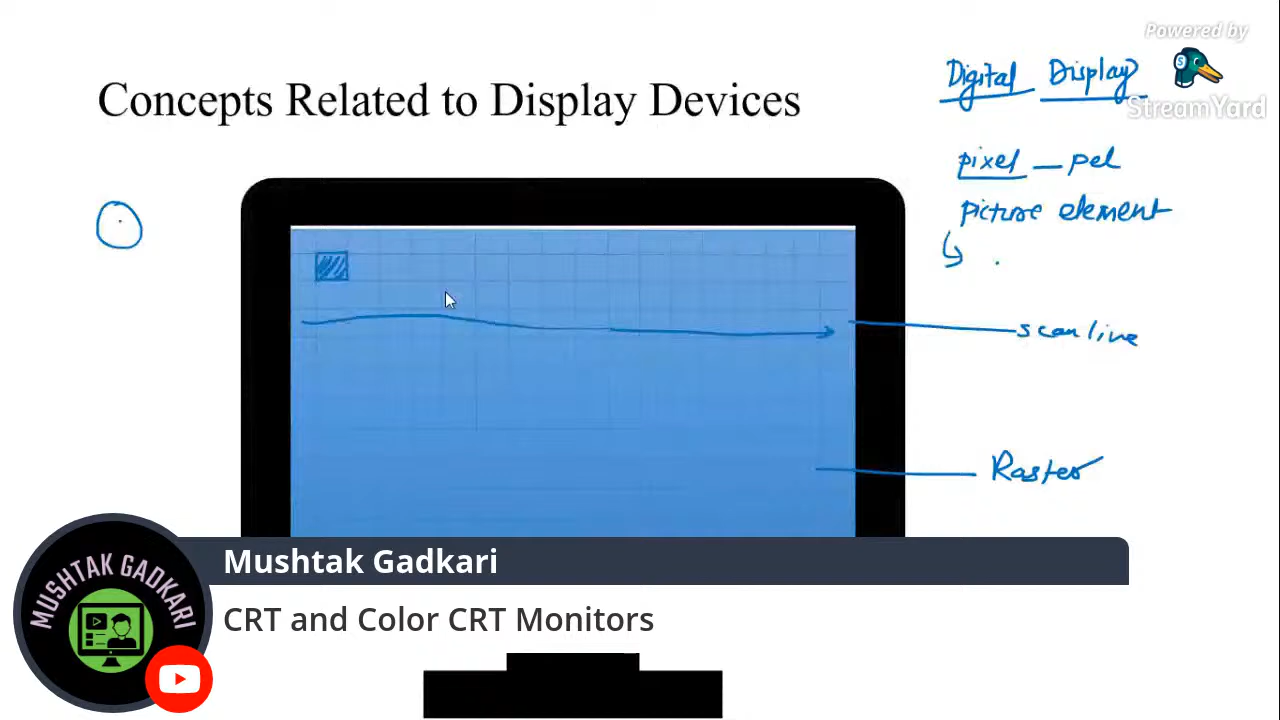 Powered by
StreamYard
Concepts Related to Display Devices
Digital Display
pixel _ pel
picture element
scan line
Raster
MUSHTAK GADKARI
Mushtak Gadkari
CRT and Color CRT Monitors